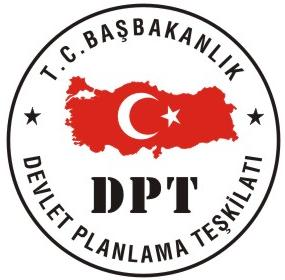 T.C. BAŞBAKANLIK
DPT
DEVLET PLANLAMA TEŞKİLATI